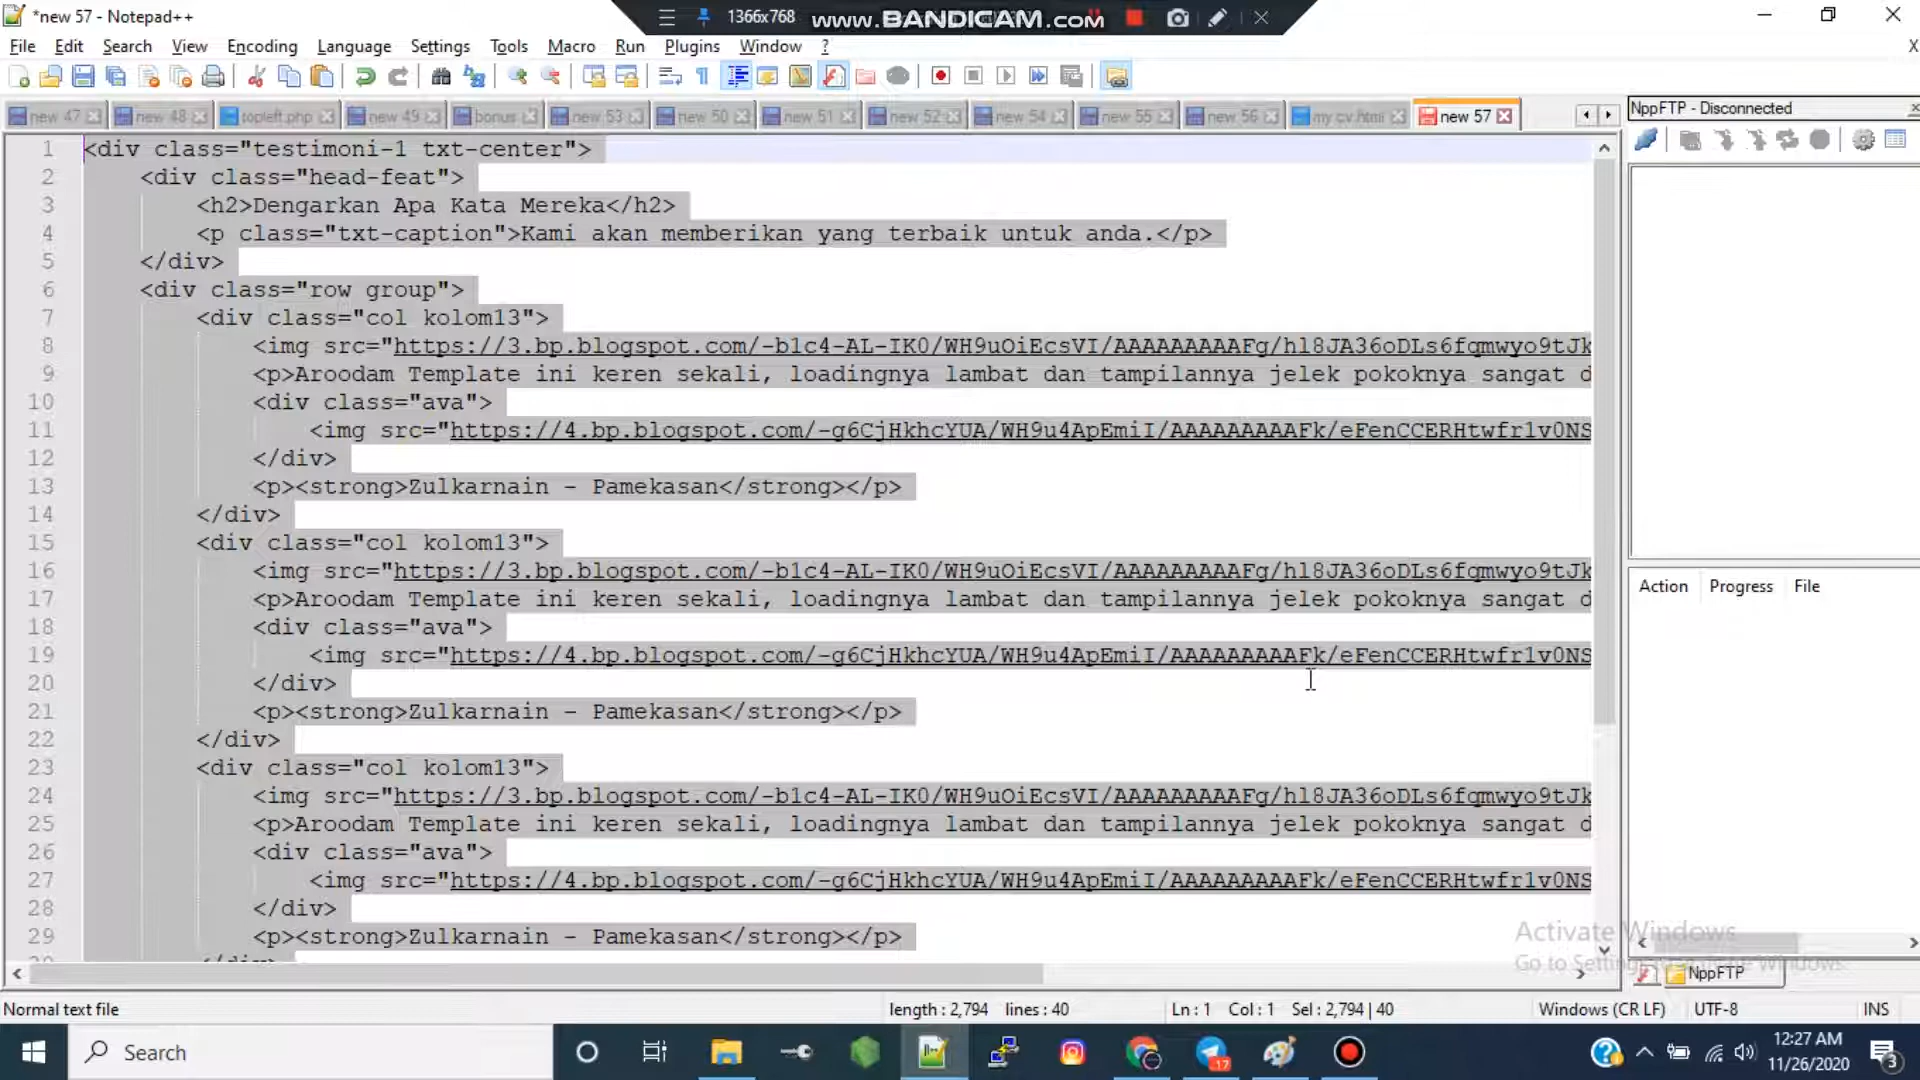 *new 57 - Notepad++
1366x768
www.BANDICAM.com
File Edit Search View Encoding Language Settings Tools Macro Run Plugins Window ? X
new 47 new 48 topleft.php new 49 bonus new 53 new 50 new 51 new 52 new 54 new 55 new 56 my cv.html new 57
NppFTP - Disconnected
1 <div class="testimoni-1 txt-center">
2 <div class="head-feat">
3 <h2>Dengarkan Apa Kata Mereka</h2>
4 <p class="txt-caption">Kami akan memberikan yang terbaik untuk anda.</p>
5 </div>
6 <div class="row group">
7 <div class="col kolom13">
8 <img src="https://3.bp.blogspot.com/-b1c4-AL-IK0/WH9uOiEcsVI/AAAAAAAAAFg/hl8JA36oDLs6fqmwyo9tJk
9 <p>Aroodam Template ini keren sekali, loadingnya lambat dan tampilannya jelek pokoknya sangat d
10 <div class="ava">
11 <img src="https://4.bp.blogspot.com/-g6CjHkhcYUA/WH9u4ApEmiI/AAAAAAAAAFk/eFenCCERHtwfr1v0NS
12 </div>
13 <p><strong>Zulkarnain - Pamekasan</strong></p>
14 </div>
15 <div class="col kolom13">
16 <img src="https://3.bp.blogspot.com/-b1c4-AL-IK0/WH9uOiEcsVI/AAAAAAAAAFg/hl8JA36oDLs6fqmwyo9tJk
17 <p>Aroodam Template ini keren sekali, loadingnya lambat dan tampilannya jelek pokoknya sangat d
18 <div class="ava">
19 <img src="https://4.bp.blogspot.com/-g6CjHkhcYUA/WH9u4ApEmiI/AAAAAAAAAFk/eFenCCERHtwfr1v0NS
20 </div>
21 <p><strong>Zulkarnain - Pamekasan</strong></p>
22 </div>
23 <div class="col kolom13">
24 <img src="https://3.bp.blogspot.com/-b1c4-AL-IK0/WH9uOiEcsVI/AAAAAAAAAFg/hl8JA36oDLs6fqmwyo9tJk
25 <p>Aroodam Template ini keren sekali, loadingnya lambat dan tampilannya jelek pokoknya sangat d
26 <div class="ava">
27 <img src="https://4.bp.blogspot.com/-g6CjHkhcYUA/WH9u4ApEmiI/AAAAAAAAAFk/eFenCCERHtwfr1v0NS
28 </div>
29 <p><strong>Zulkarnain - Pamekasan</strong></p>
Action Progress File
Activate Windows
Go to Settings Windows.
NppFTP
Normal text file length : 2,794 lines : 40 Ln : 1 Col : 1 Sel : 2,794 | 40 Windows (CR LF) UTF-8 INS
Search
17
12:27 AM
11/26/2020
3